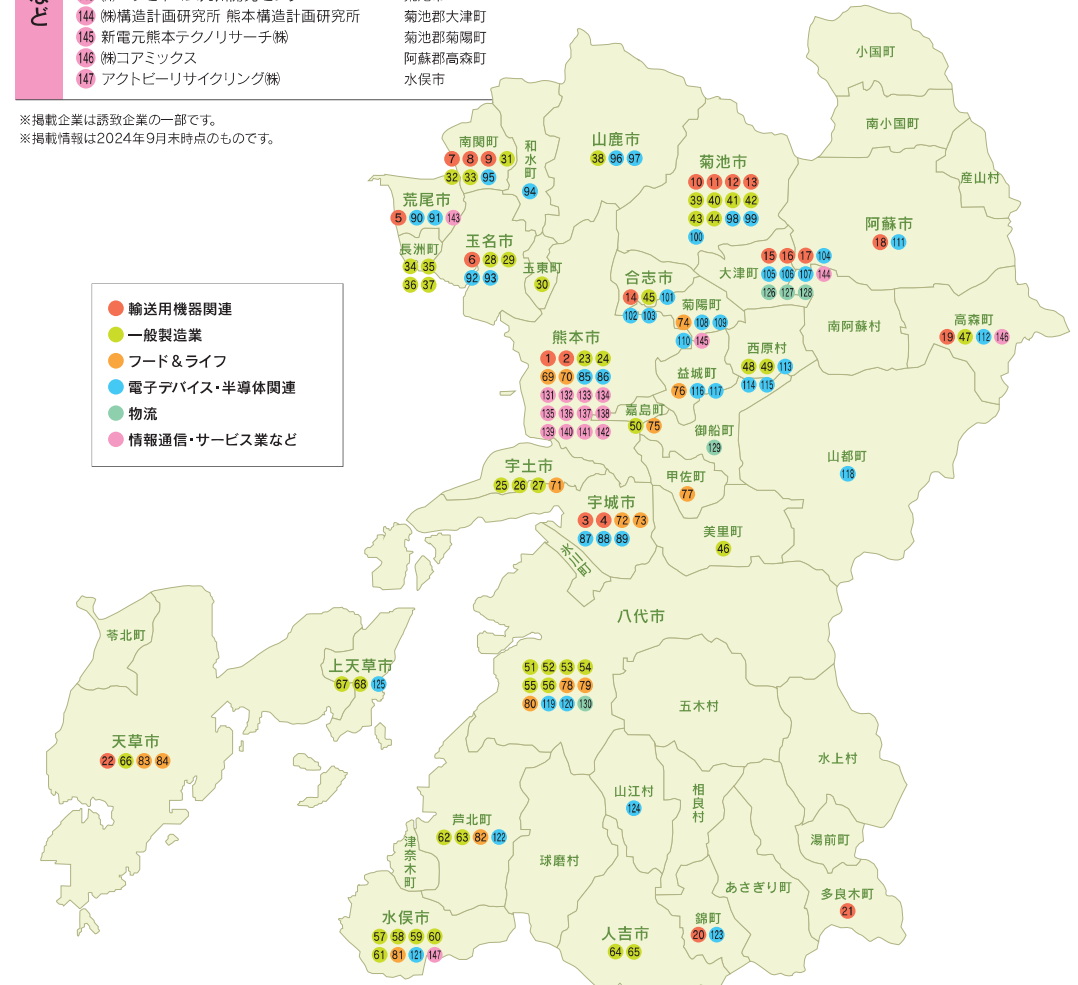 など
144 ㈱構造計画研究所 熊本構造計画研究所 菊池郡大津町
145 新電元熊本テクノリサーチ㈱ 菊池郡菊陽町
146 ㈱コアミックス 阿蘇郡高森町
147 アクトビーリサイクリング㈱ 水俣市
※掲載企業は誘致企業の一部です。
※掲載情報は2024年9月末時点のものです。
小国町
南小国町
産山村
南関町
7 8 9 31
32 33 95
和水町
94
山鹿市
38 96 97
菊池市
10 11 12 13
39 40 41 42
43 44 98 99
100
荒尾市
5 90 91 143
長洲町
34 35
36 37
玉名市
6 28 29
92 93
玉東町
30
阿蘇市
18 111
大津町
15 16 17 104
105 106 107 144
126 127 128
合志市
14 45 101
102 103
菊陽町
74 108 109
110 145
南阿蘇村
高森町
19 47 112 146
西原村
48 49 113
114 115
熊本市
1 2 23 24
69 70 85 86
131 132 133 134
135 136 137 138
139 140 141 142
益城町
76 116 117
嘉島町
50 75
御船町
129
山都町
118
輸送用機器関連
一般製造業
フード＆ライフ
電子デバイス・半導体関連
物流
情報通信・サービス業など
宇土市
25 26 27 71
甲佐町
77
宇城市
3 4 72 73
87 88 89
美里町
46
氷川町
八代市
51 52 53 54
55 56 78 79
80 119 120 130
苓北町
上天草市
67 68 125
天草市
22 66 83 84
五木村
水上村
山江村
124
相良村
湯前町
芦北町
62 63 82 122
津奈木町
球磨村
あさぎり町
多良木町
21
水俣市
57 58 59 60
61 81 121 147
人吉市
64 65
錦町
20 123